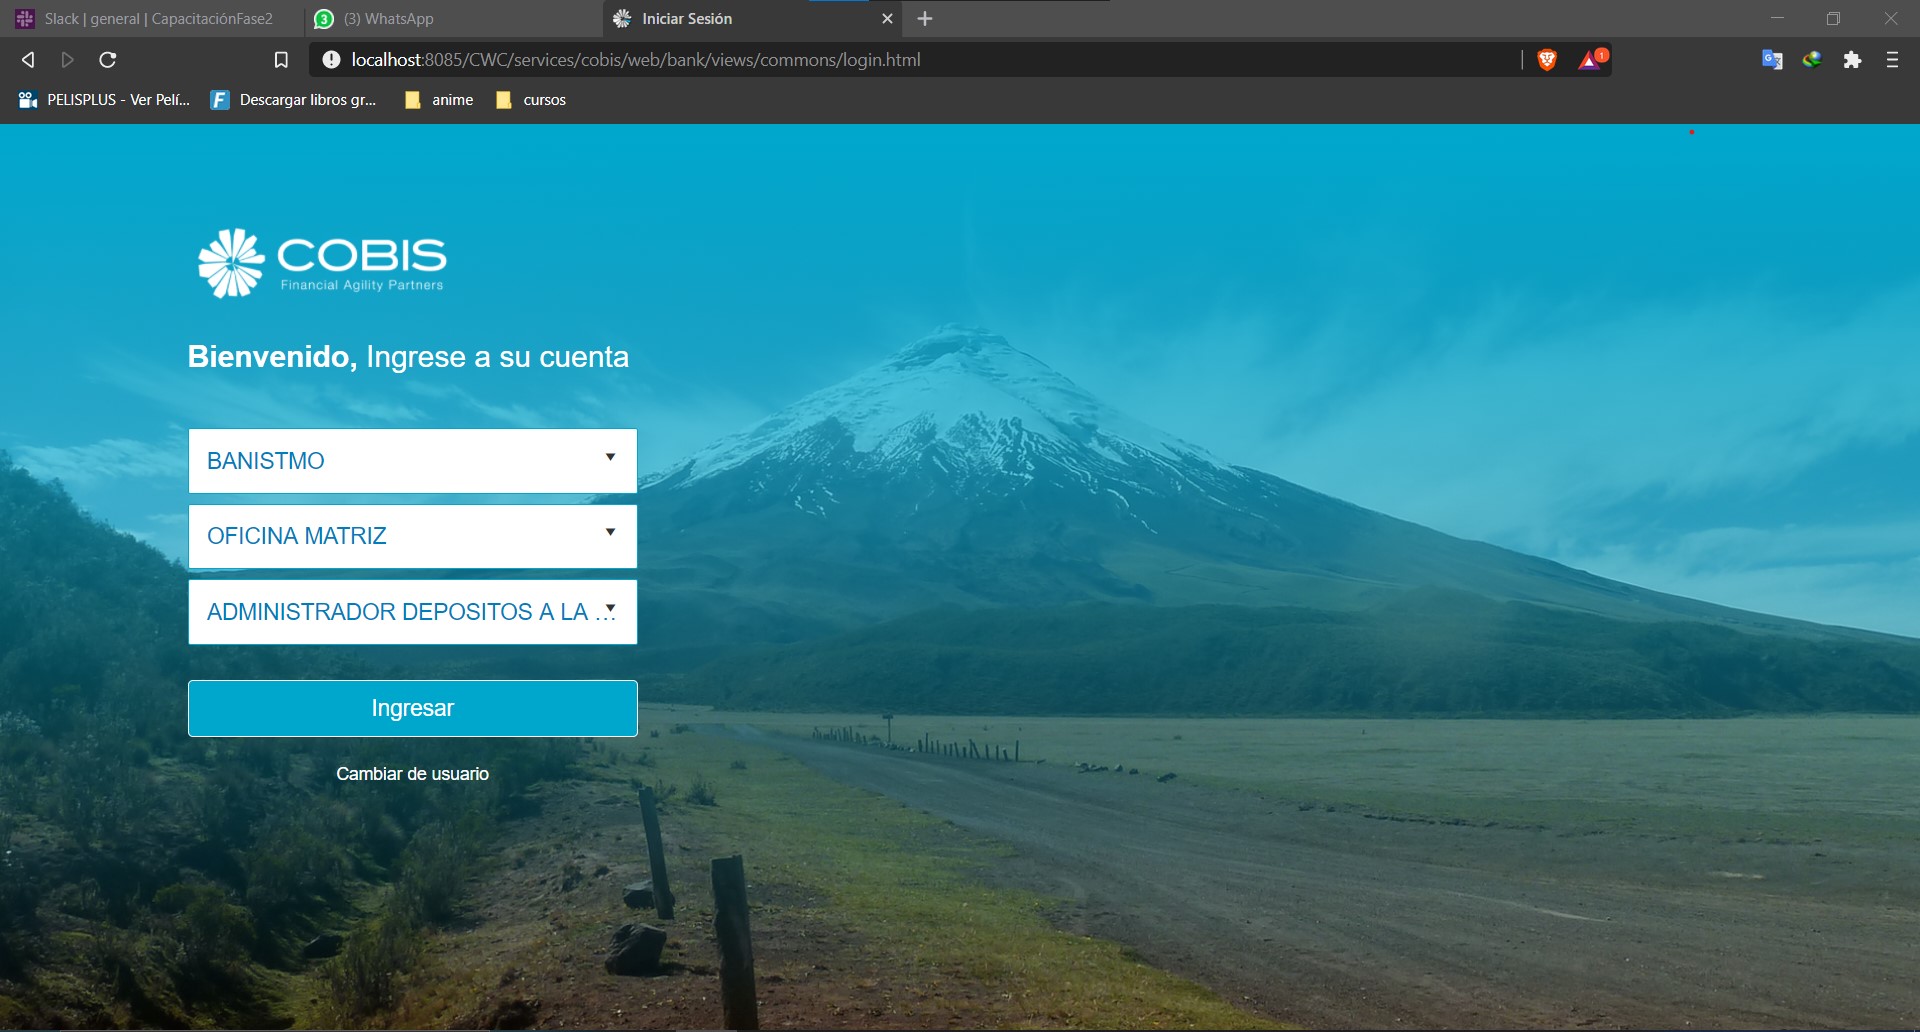 Slack | general | CapacitaciónFase2
3
(3) WhatsApp
Iniciar Sesión
localhost:8085/CWC/services/cobis/web/bank/views/commons/login.html
1
PELISPLUS - Ver Pelí...
F
Descargar libros gr...
anime
cursos
COBIS
Financial Agility Partners
Bienvenido, Ingrese a su cuenta
BANISTMO
OFICINA MATRIZ
ADMINISTRADOR DEPOSITOS A LA ...
Ingresar
Cambiar de usuario